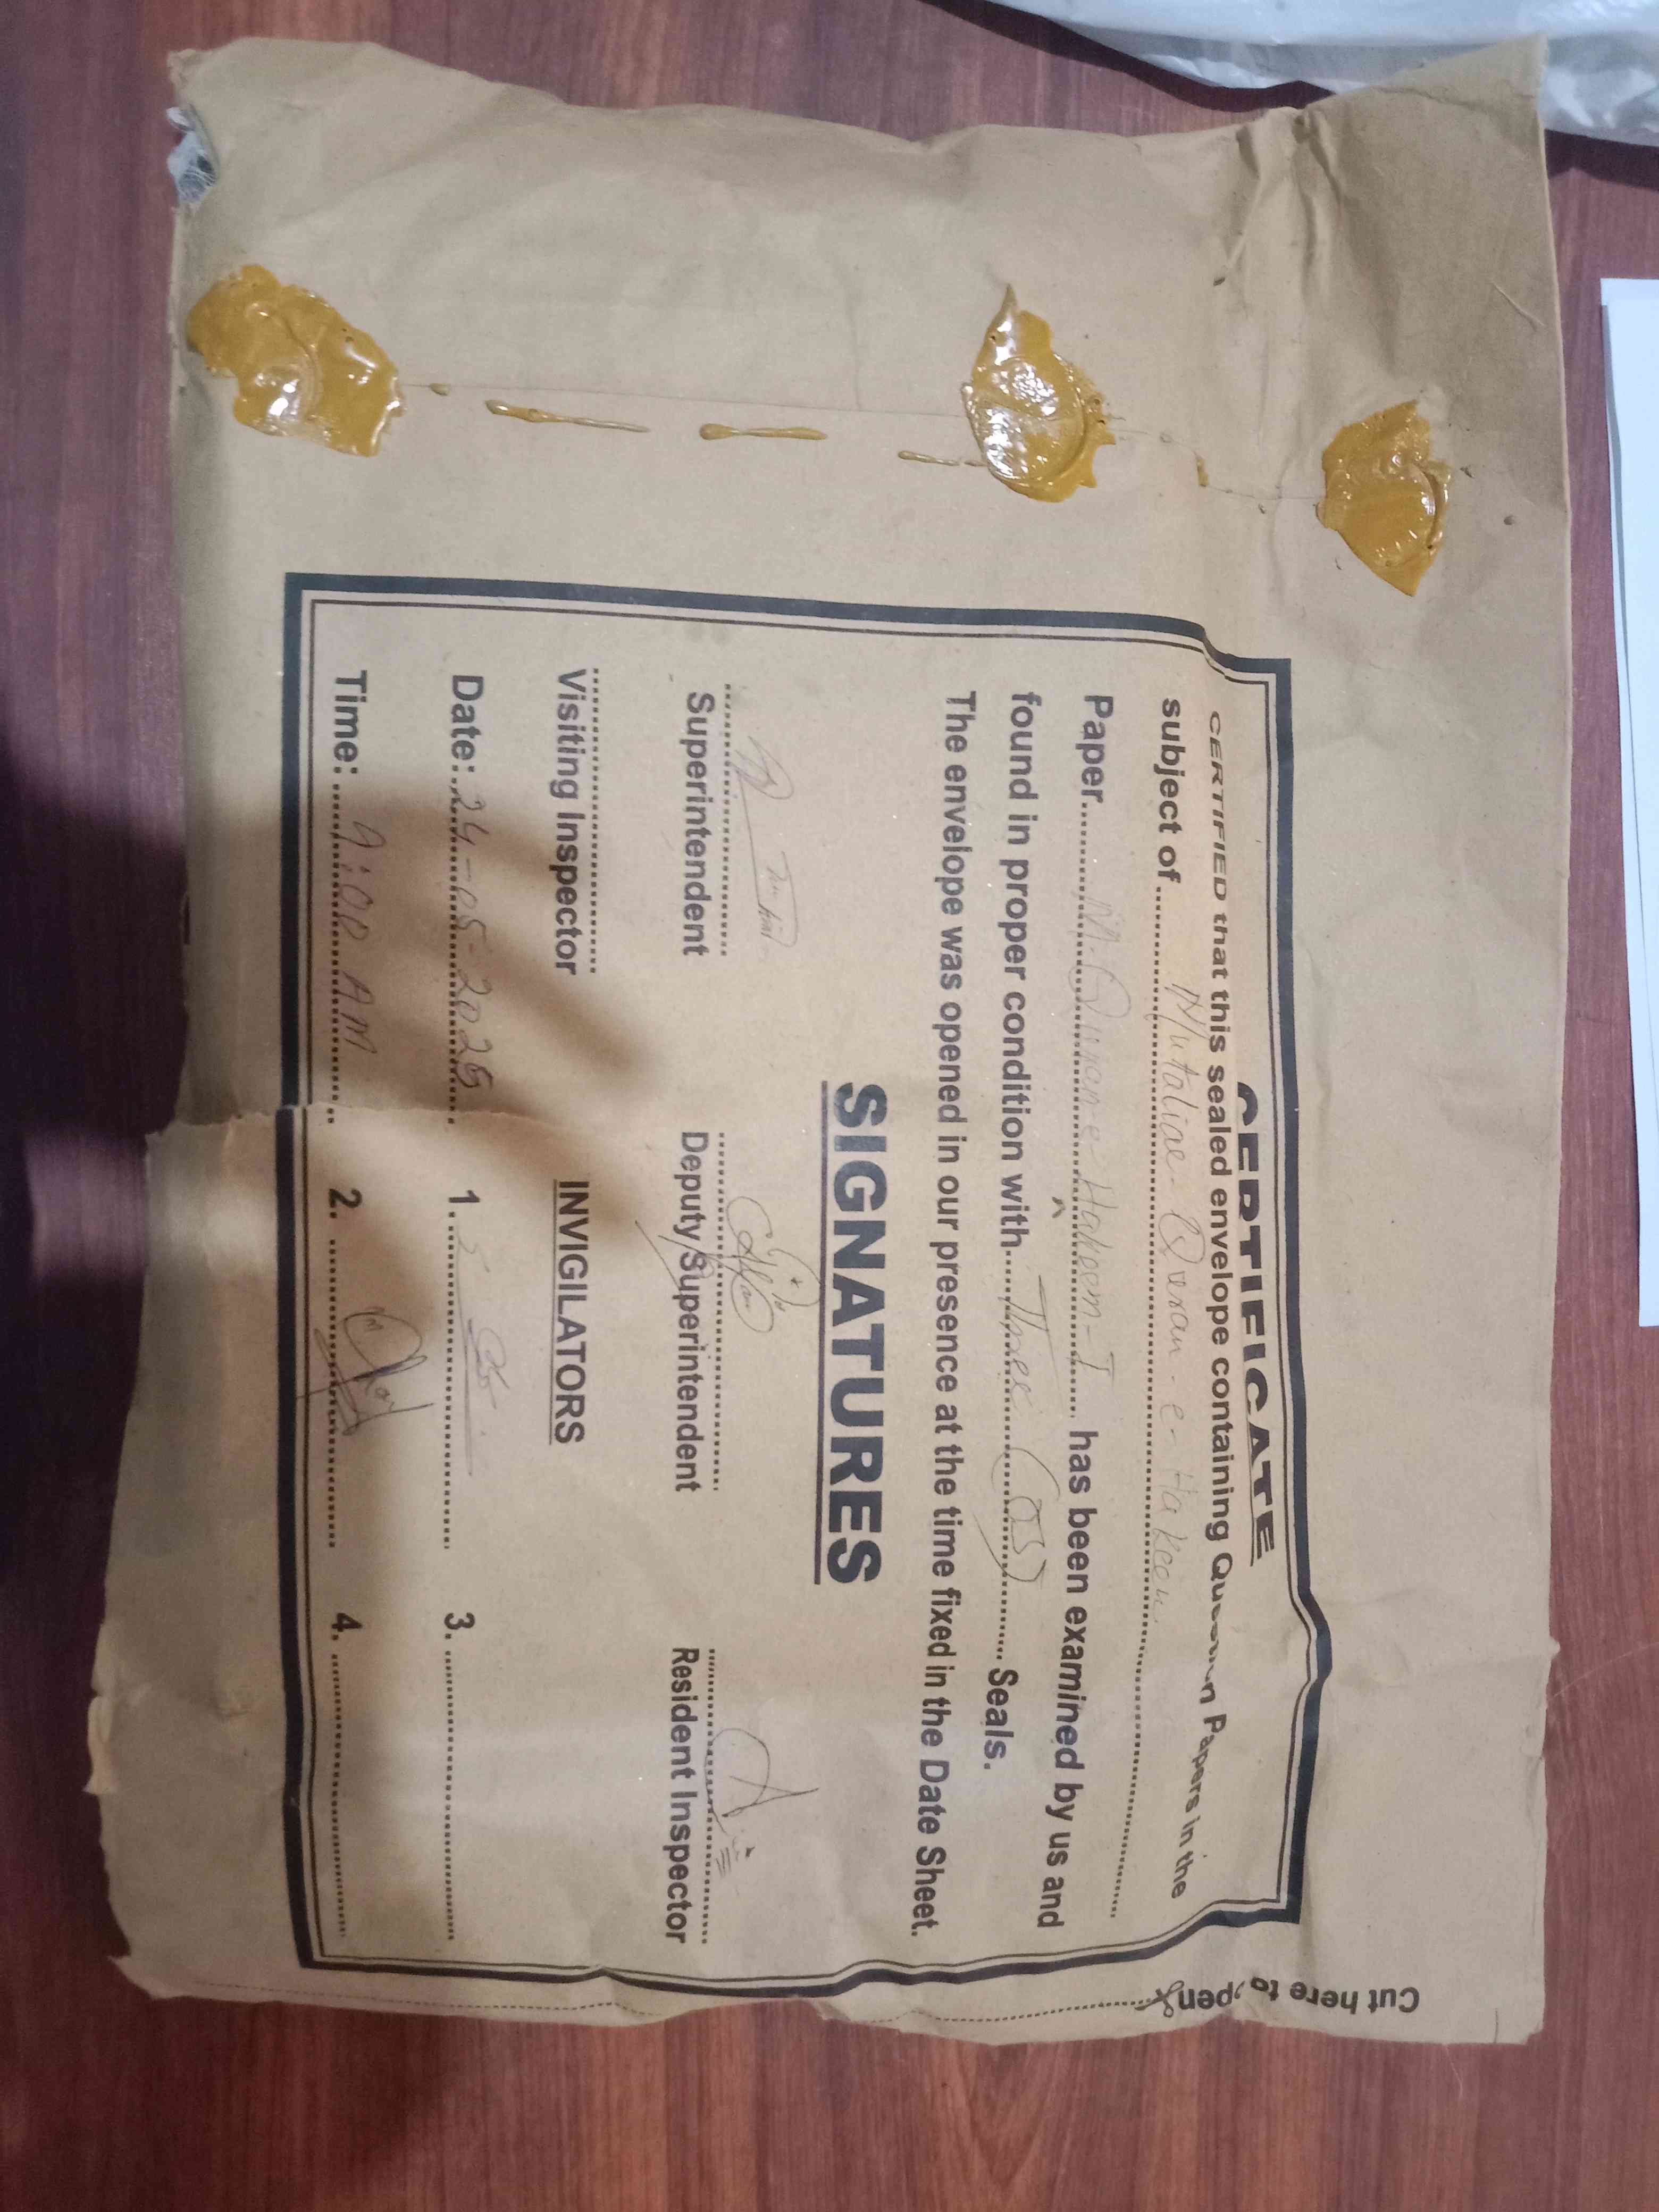 Cut here to open
CERTIFICATE
CERTIFIED that this sealed envelope containing Question Papers in the
subject of ........ Mutaliae-Quran-e-Hakeem ........
Paper........ M-Quran-e-Hakeem-I ........ has been examined by us and
found in proper condition with........ Three (03) ........ Seals.
The envelope was opened in our presence at the time fixed in the Date Sheet.
SIGNATURES
Superintendent Deputy Superintendent Resident Inspector
Visiting Inspector INVIGILATORS
Date: 24-05-2025 1. ........ 3. ........
Time: 9:00 AM 2. ........ 4. ........